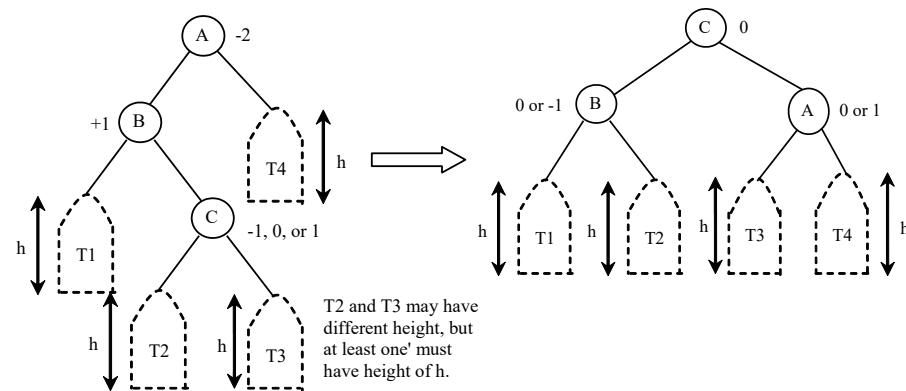 A -2
+1 B
T4 h
C -1, 0, or 1
h T1
h T2
h T3
T2 and T3 may have
different height, but
at least one' must
have height of h.
C 0
0 or -1 B
A 0 or 1
h T1
h T2
h T3
T4 h